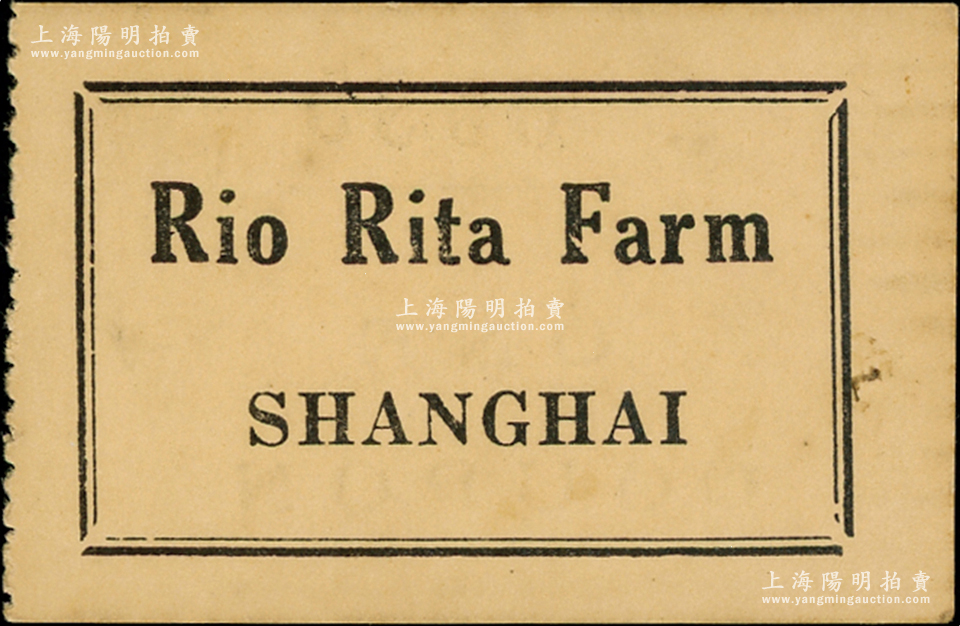 上海陽明拍賣
www.yangmingauction.com
Rio Rita Farm
上海陽明拍賣
www.yangmingauction.com
SHANGHAI
上海陽明拍賣
www.yangmingauction.com